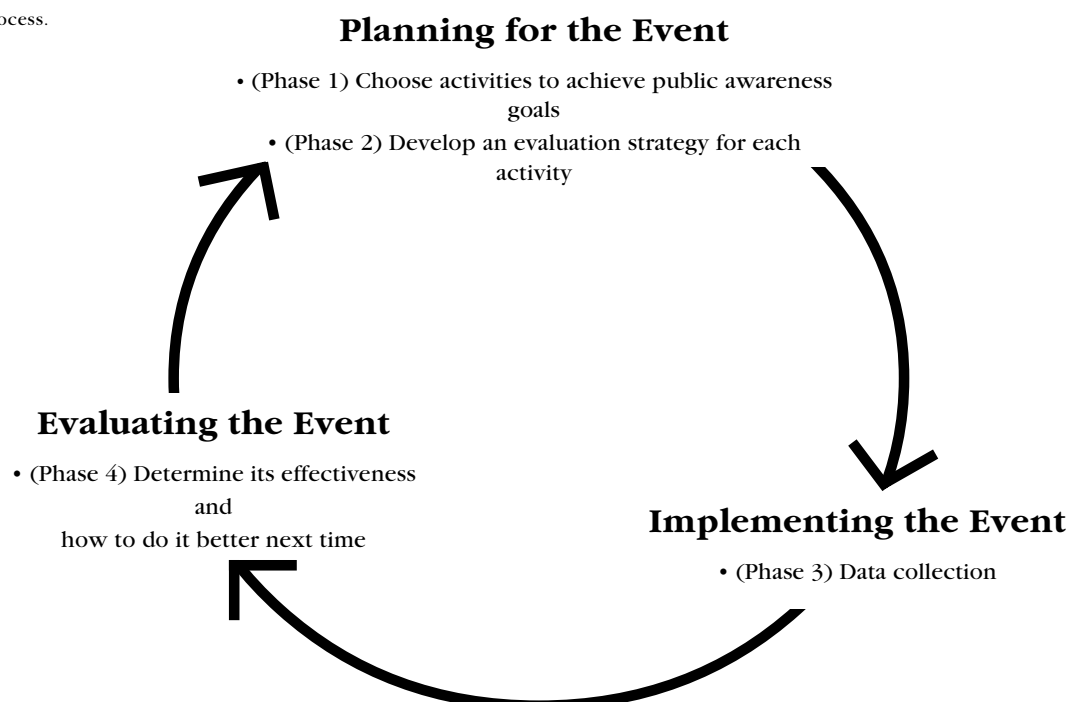 ocess.
Planning for the Event
• (Phase 1) Choose activities to achieve public awareness
goals
• (Phase 2) Develop an evaluation strategy for each
activity
Evaluating the Event
• (Phase 4) Determine its effectiveness
and
how to do it better next time
Implementing the Event
• (Phase 3) Data collection